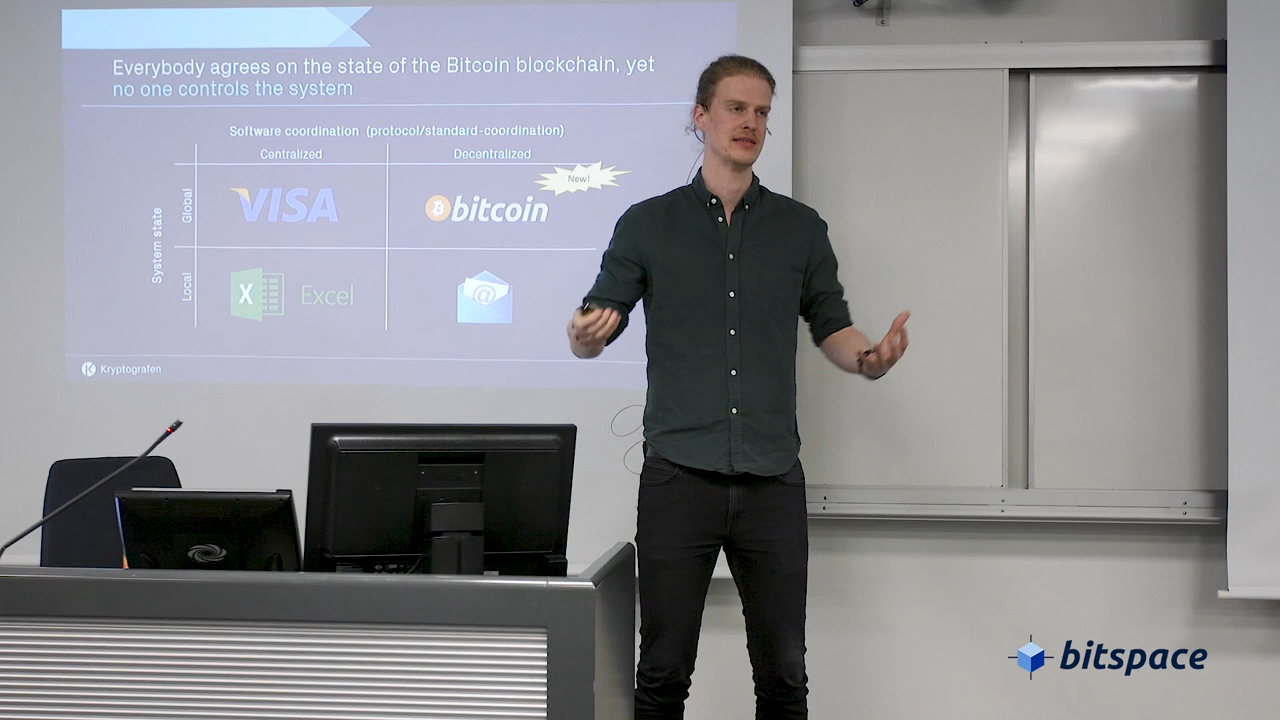 Everybody agrees on the state of the Bitcoin blockchain, yet
no one controls the system
Software coordination (protocol/standard-coordination)
Centralized
Decentralized
System state
Global
VISA
bitcoin
New!
Local
X
Excel
@
Kryptografen
bitspace